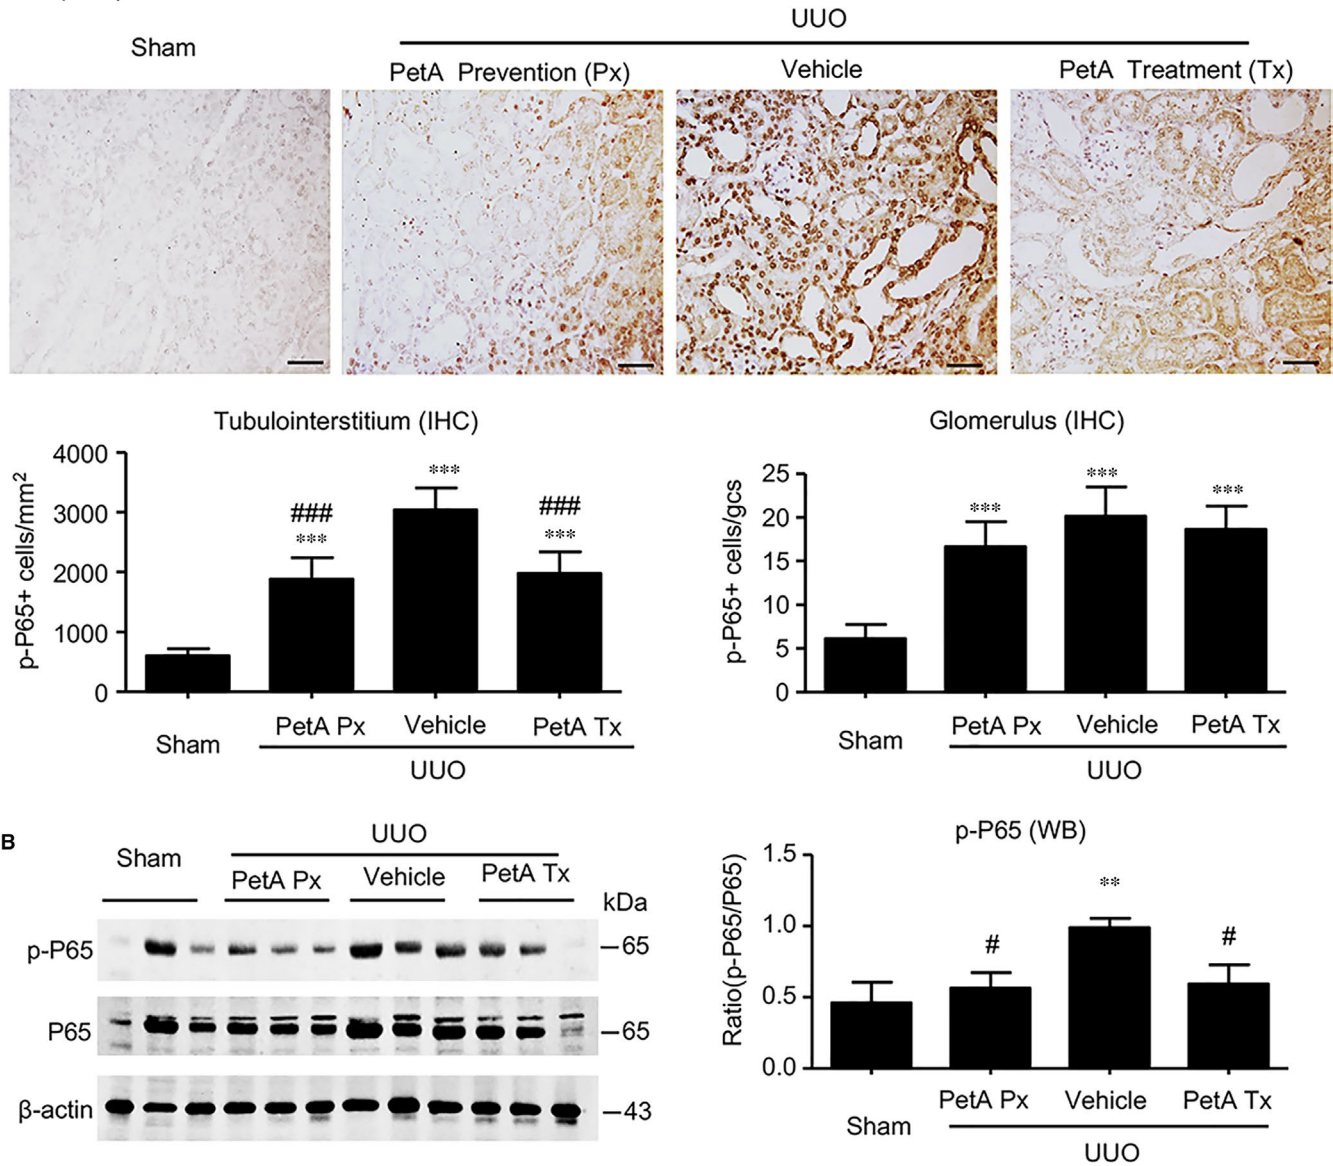 UUO
Sham
PetA Prevention (Px)
Vehicle
PetA Treatment (Tx)
Tubulointerstitium (IHC)
p-P65+ cells/mm²
4000
3000
2000
1000
0
###
***
***
###
***
Sham
PetA Px
Vehicle
PetA Tx
UUO
Glomerulus (IHC)
p-P65+ cells/gcs
25
20
15
10
5
0
***
***
***
Sham
PetA Px
Vehicle
PetA Tx
UUO
B
UUO
Sham
PetA Px
Vehicle
PetA Tx
kDa
p-P65
65
P65
65
β-actin
43
p-P65 (WB)
Ratio(p-P65/P65)
1.5
1.0
0.5
0.0
#
**
#
Sham
PetA Px
Vehicle
PetA Tx
UUO